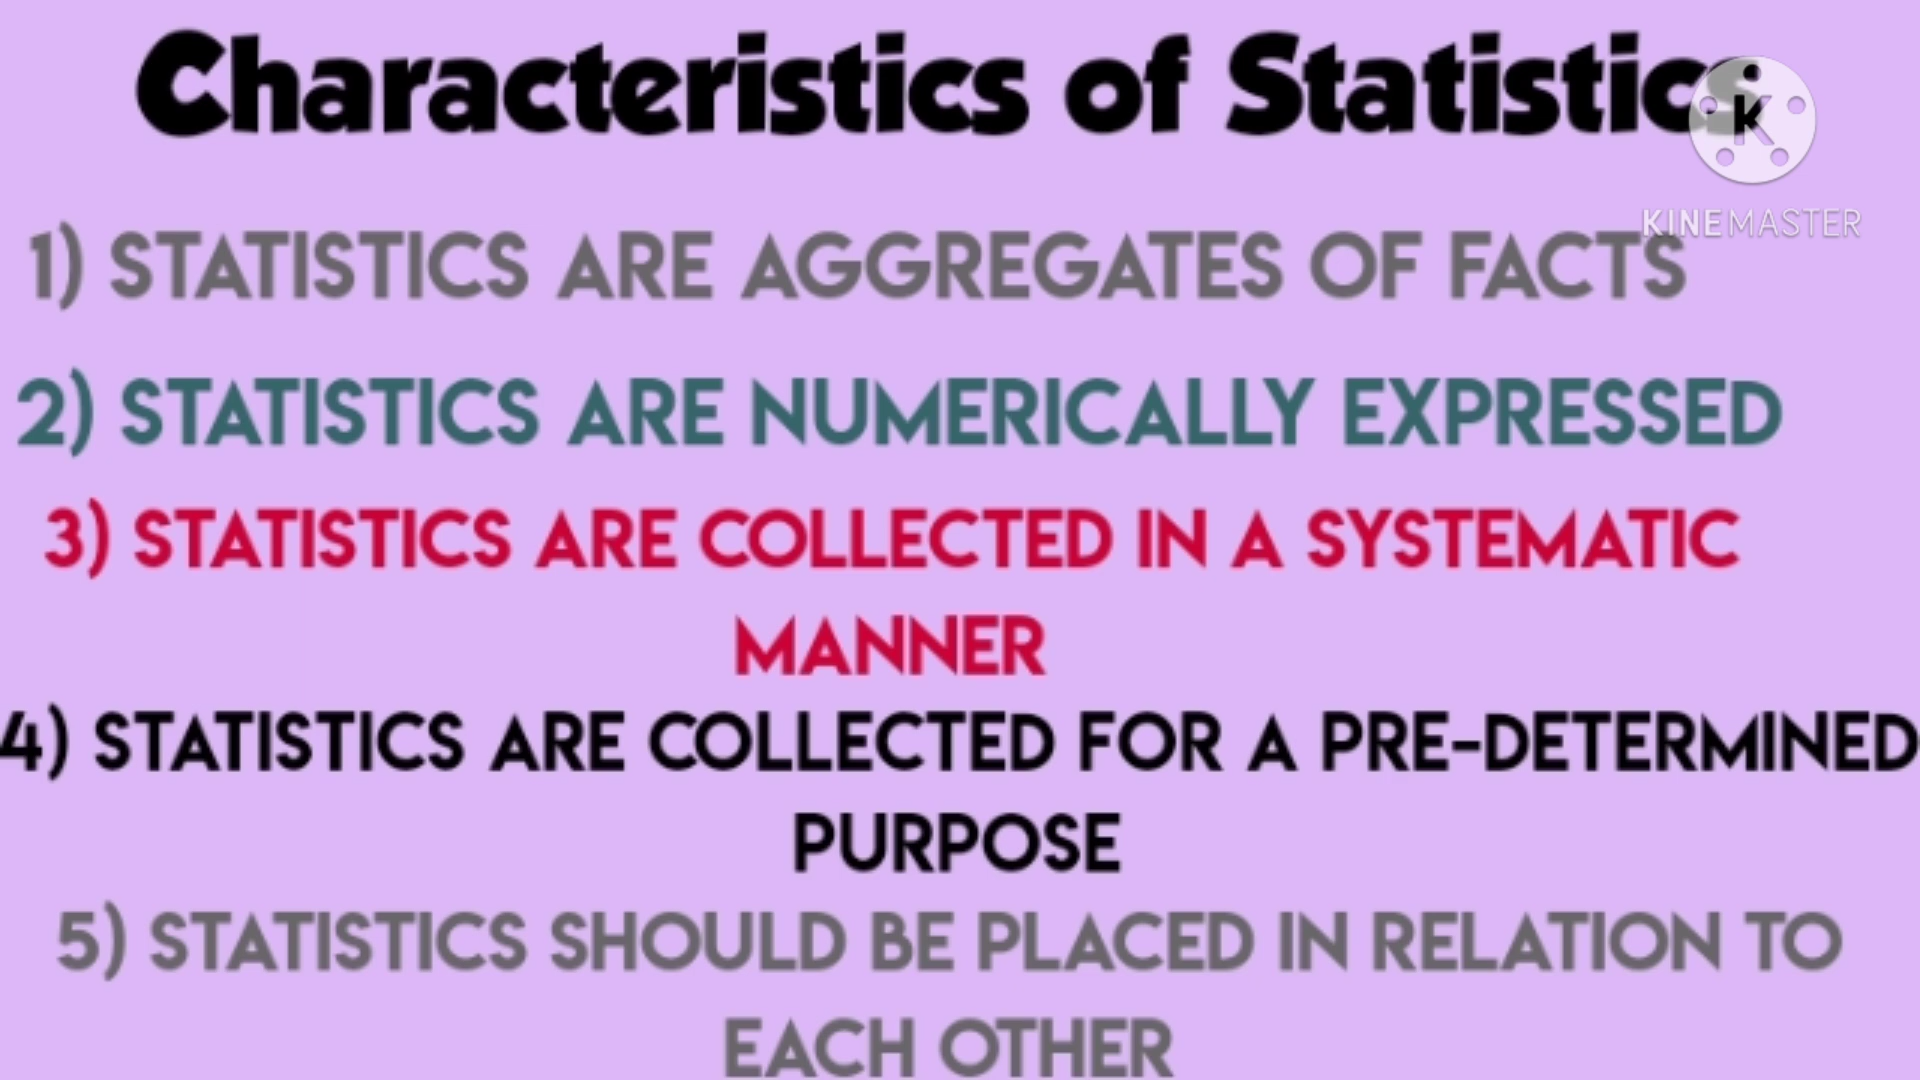 Characteristics of Statistics
KINEMASTER
1) STATISTICS ARE AGGREGATES OF FACTS
2) STATISTICS ARE NUMERICALLY EXPRESSED
3) STATISTICS ARE COLLECTED IN A SYSTEMATIC
MANNER
4) STATISTICS ARE COLLECTED FOR A PRE-DETERMINED
PURPOSE
5) STATISTICS SHOULD BE PLACED IN RELATION TO
EACH OTHER